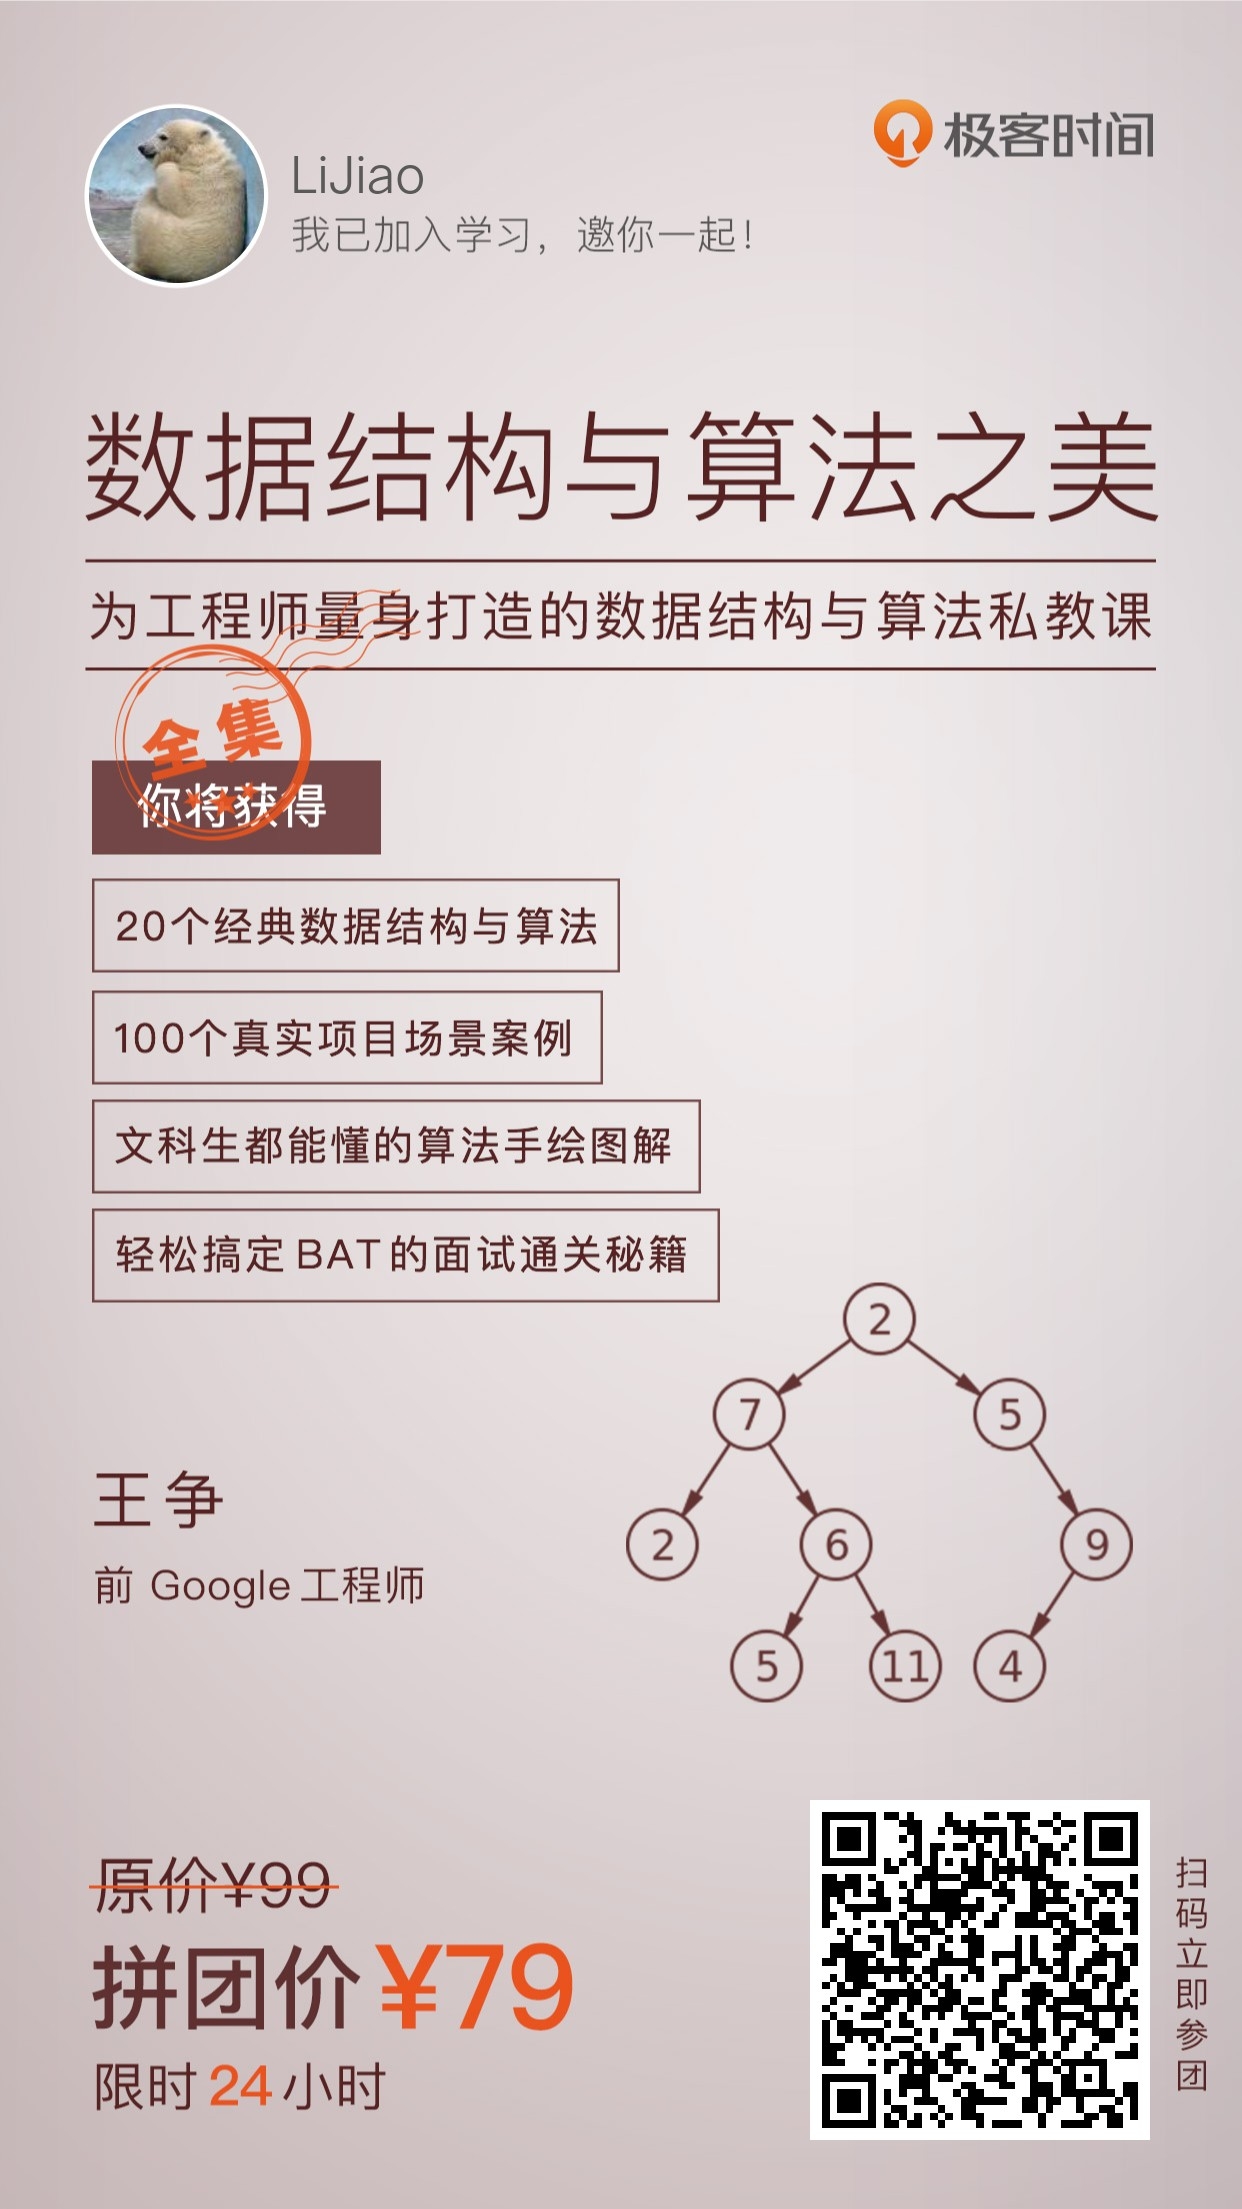 极客时间
LiJiao
我已加入学习，邀你一起！
数据结构与算法之美
为工程师量身打造的数据结构与算法私教课
全集
你将获得
20个经典数据结构与算法
100个真实项目场景案例
文科生都能懂的算法手绘图解
轻松搞定BAT的面试通关秘籍
2
7 5
2 6 9
5 11 4
王争
前 Google 工程师
原价¥99
拼团价¥79
限时24小时
扫码立即参团